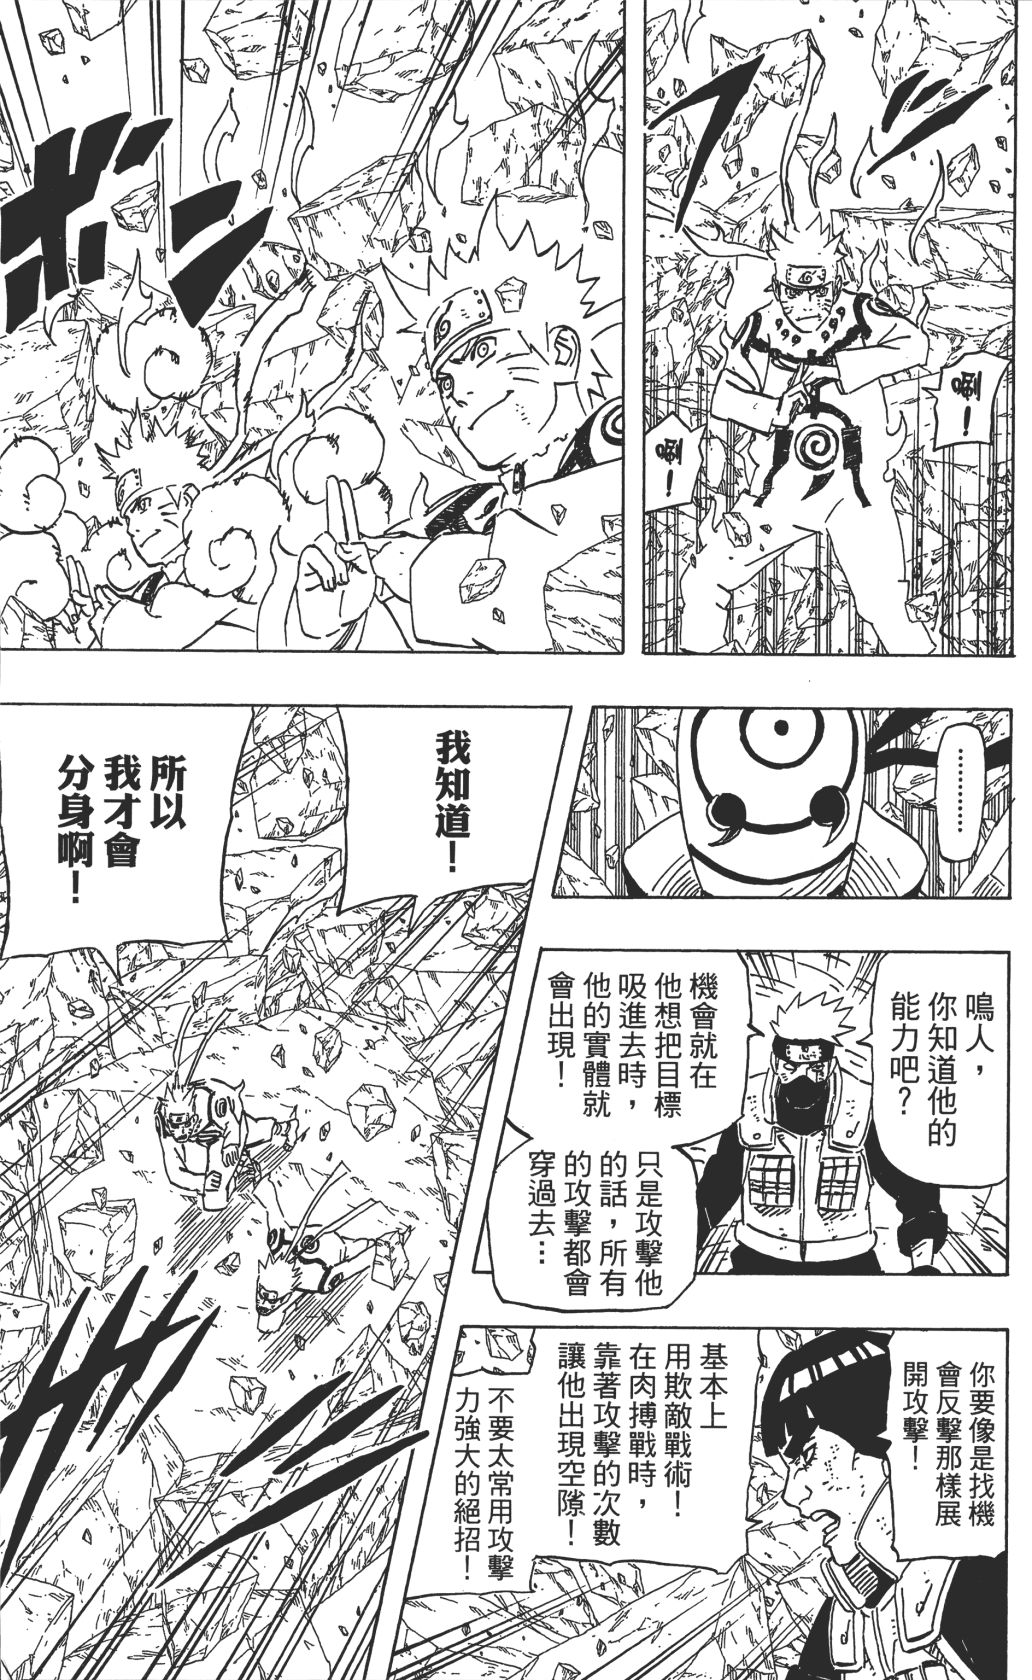 ボン
…………
鳴人，
你知道他的
能力吧？
機會就在
他想把目標
吸進去時，
他的實體就
會出現！
只是攻擊他
的話，所有
的攻擊都會
穿過去…
你要像是找機
會反擊那樣展
開攻擊！
基本上
用欺敵戰術！
在肉搏戰時，
靠著攻擊的次數
讓他出現空隙！
不要太常用攻擊
力強大的絕招！
我知道！
所以
我才會
分身啊！